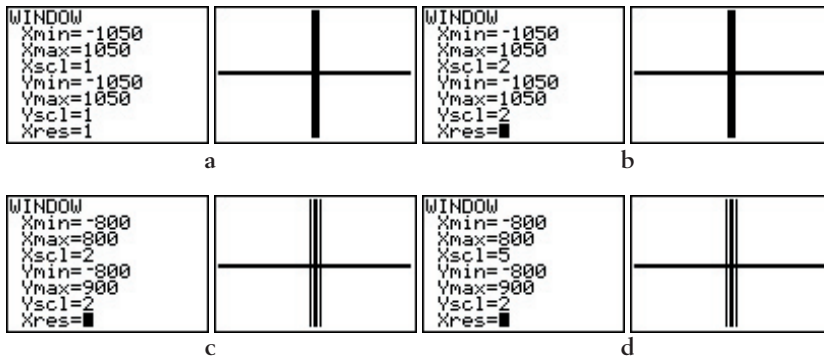 WINDOW
Xmin=-1050
Xmax=1050
Xscl=1
Ymin=-1050
Ymax=1050
Yscl=1
Xres=1
a
WINDOW
Xmin=-1050
Xmax=1050
Xscl=2
Ymin=-1050
Ymax=1050
Yscl=2
Xres=
b
WINDOW
Xmin=-800
Xmax=800
Xscl=2
Ymin=-800
Ymax=900
Yscl=2
Xres=
c
WINDOW
Xmin=-800
Xmax=800
Xscl=5
Ymin=-800
Ymax=900
Yscl=2
Xres=
d